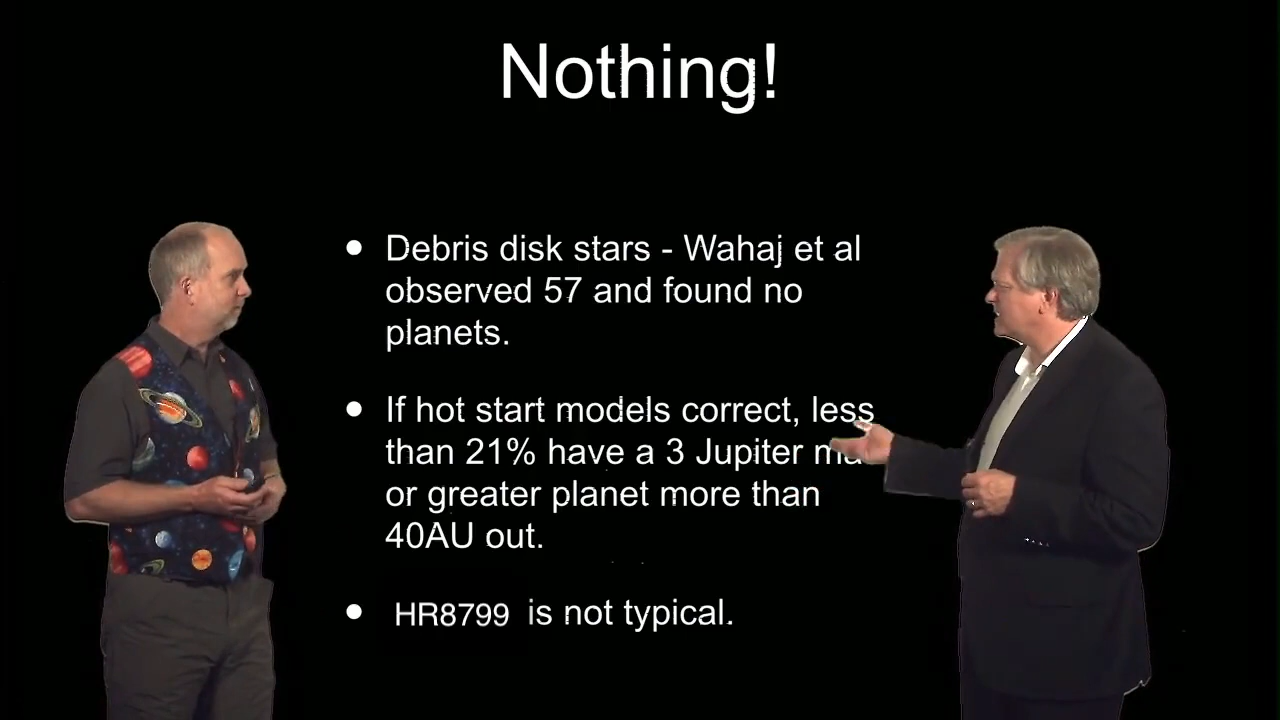 Nothing!
• Debris disk stars - Wahaj et al
observed 57 and found no
planets.
• If hot start models correct, less
than 21% have a 3 Jupiter
or greater planet more than
40AU out.
• HR8799 is not typical.